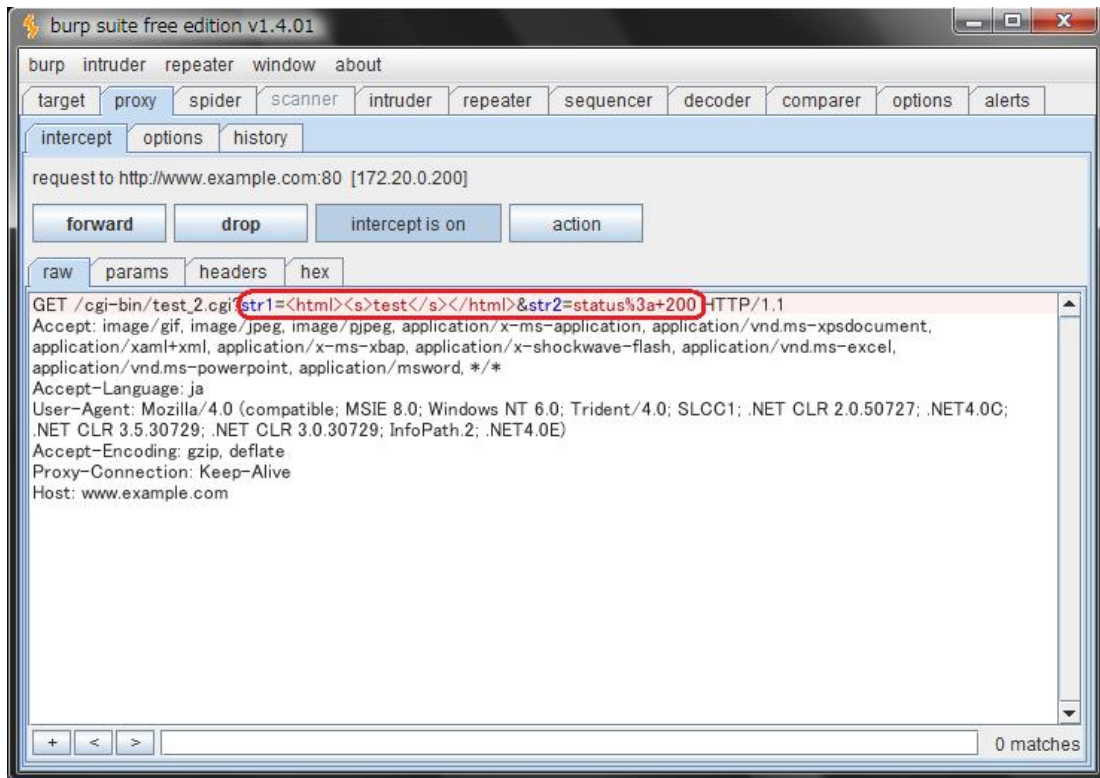 burp suite free edition v1.4.01
burp intruder repeater window about
target proxy spider scanner intruder repeater sequencer decoder comparer options alerts
intercept options history
request to http://www.example.com:80 [172.20.0.200]
forward drop intercept is on action
raw params headers hex
GET /cgi-bin/test_2.cgi?str1=<html><s>test</s></html>&str2=status%3a+200 HTTP/1.1
Accept: image/gif, image/jpeg, image/pjpeg, application/x-ms-application, application/vnd.ms-xpsdocument,
application/xaml+xml, application/x-ms-xbap, application/x-shockwave-flash, application/vnd.ms-excel,
application/vnd.ms-powerpoint, application/msword, */*
Accept-Language: ja
User-Agent: Mozilla/4.0 (compatible; MSIE 8.0; Windows NT 6.0; Trident/4.0; SLCC1; .NET CLR 2.0.50727; .NET4.0C;
.NET CLR 3.5.30729; .NET CLR 3.0.30729; InfoPath.2; .NET4.0E)
Accept-Encoding: gzip, deflate
Proxy-Connection: Keep-Alive
Host: www.example.com
+ < > 0 matches